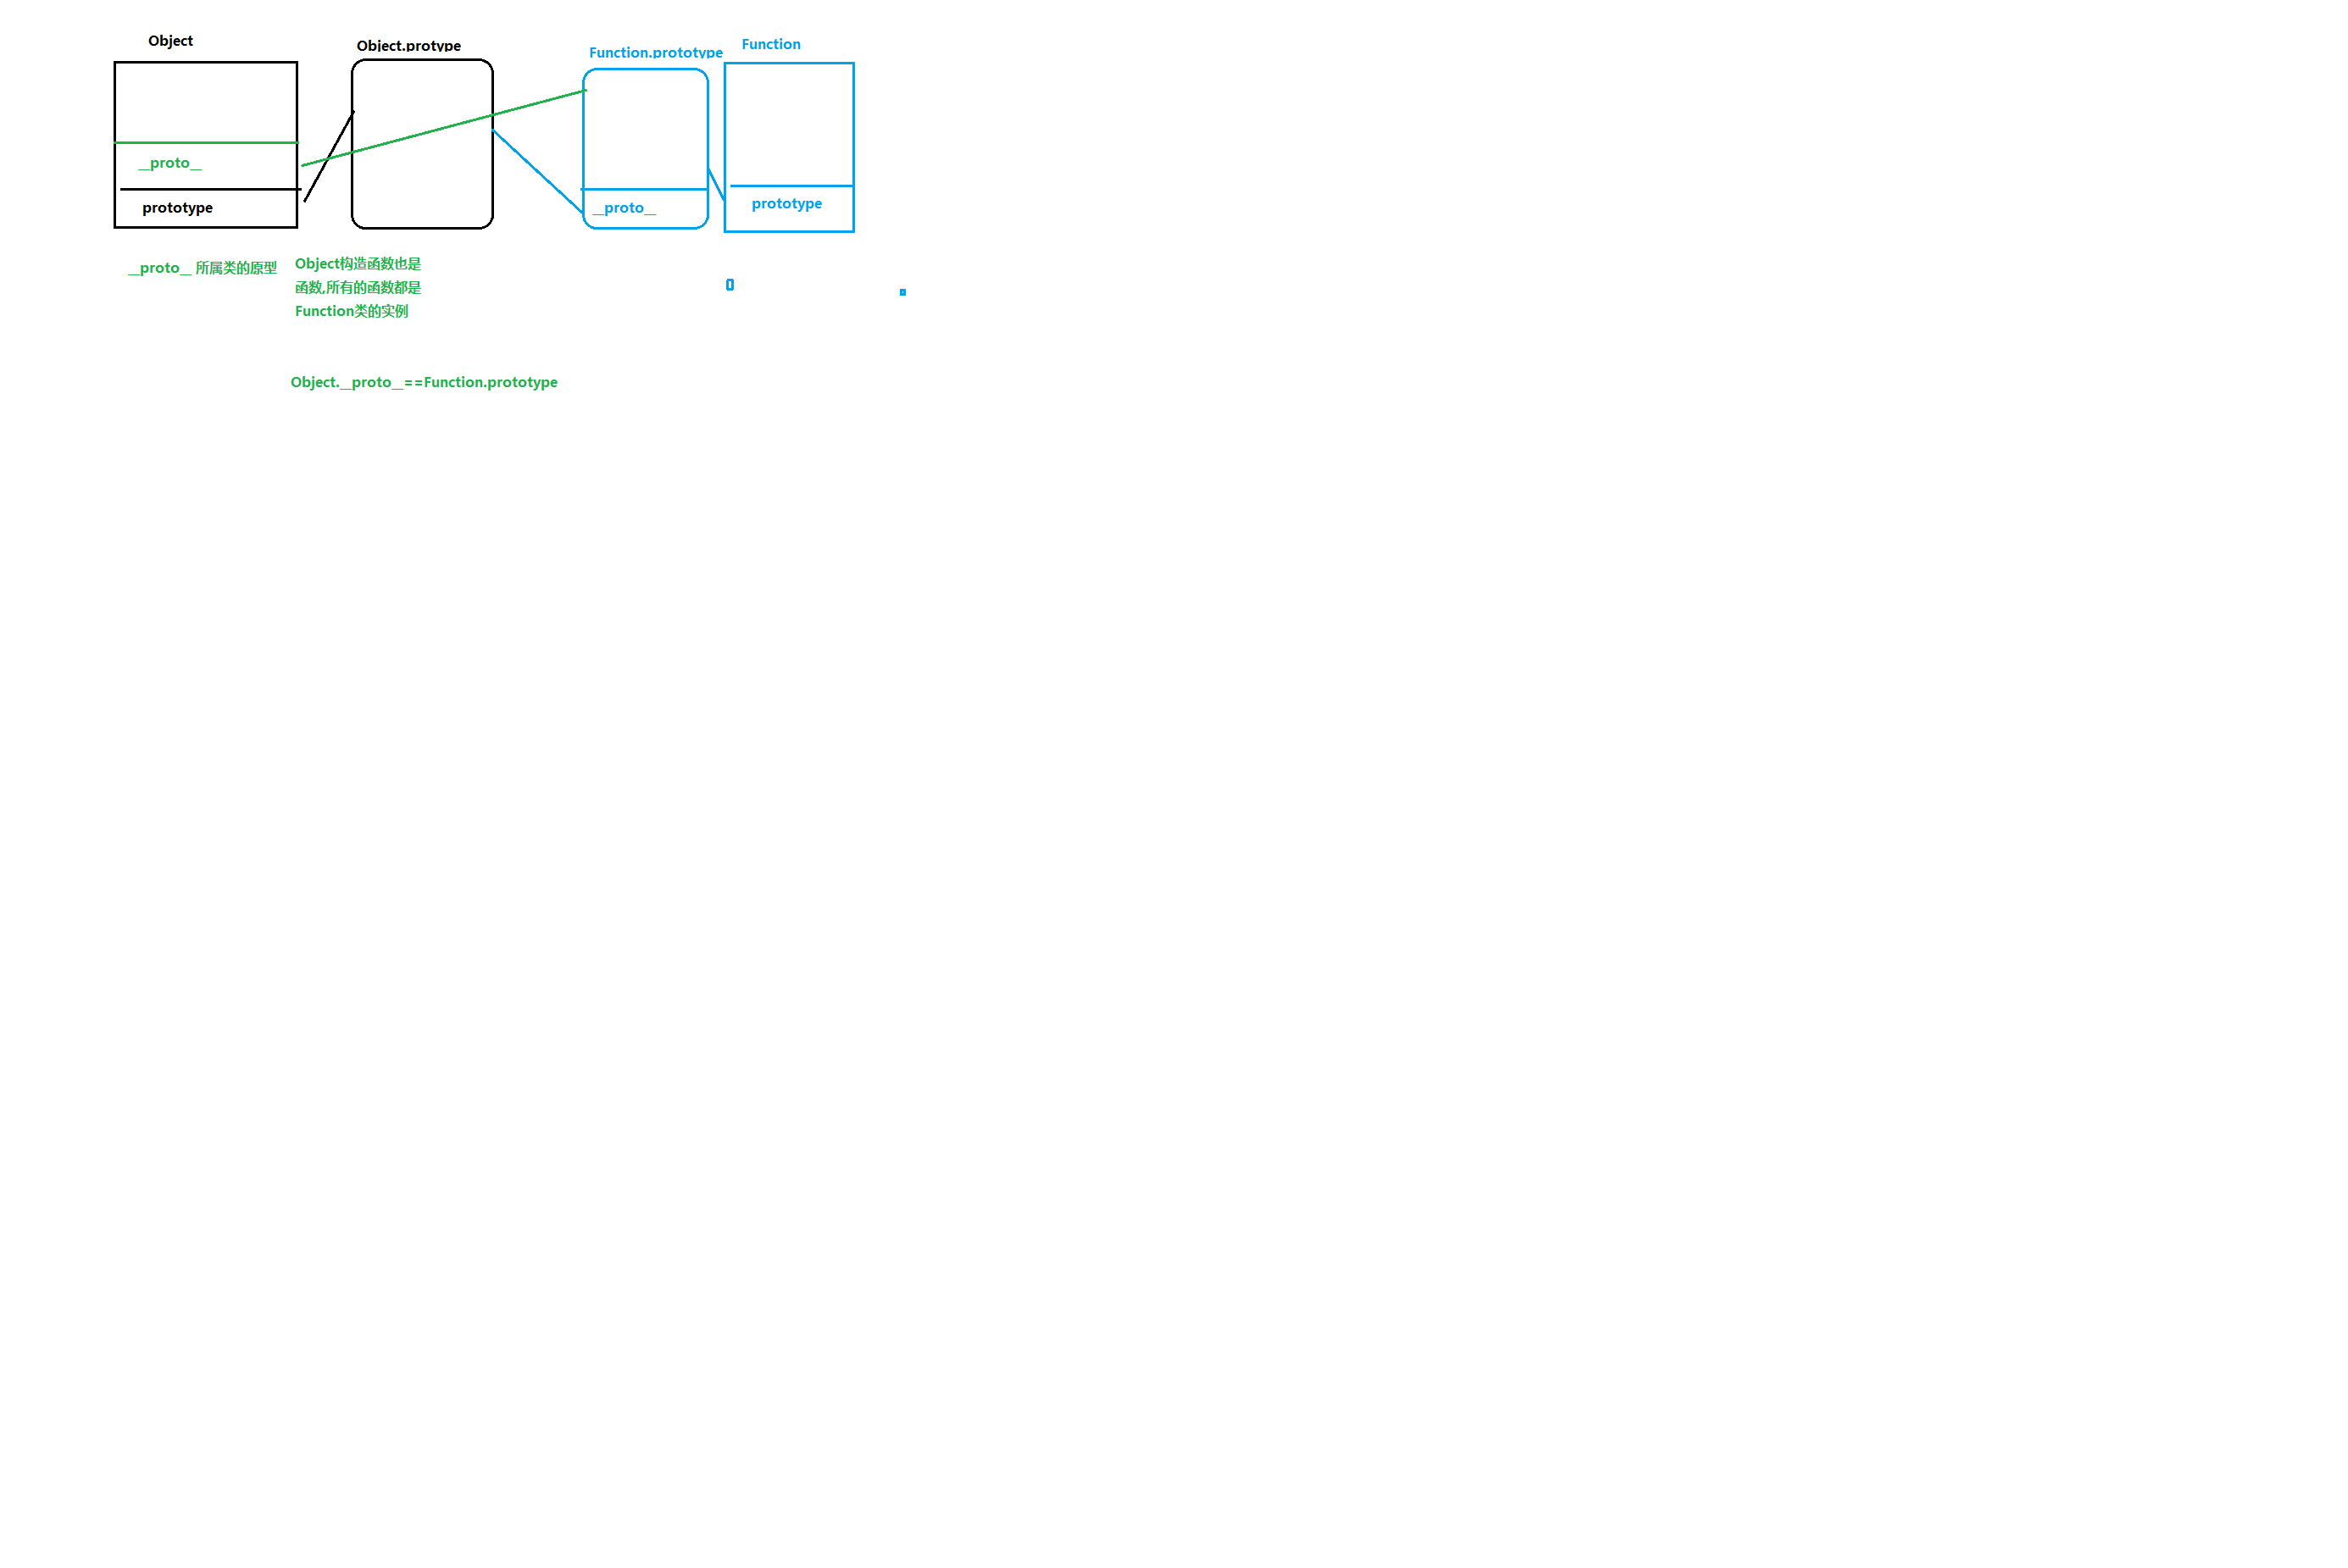 Object
Object.protype
Function.prototype
Function
__proto__
prototype
__proto__
prototype
__proto__ 所属类的原型
Object构造函数也是
函数,所有的函数都是
Function类的实例
Object.__proto__==Function.prototype